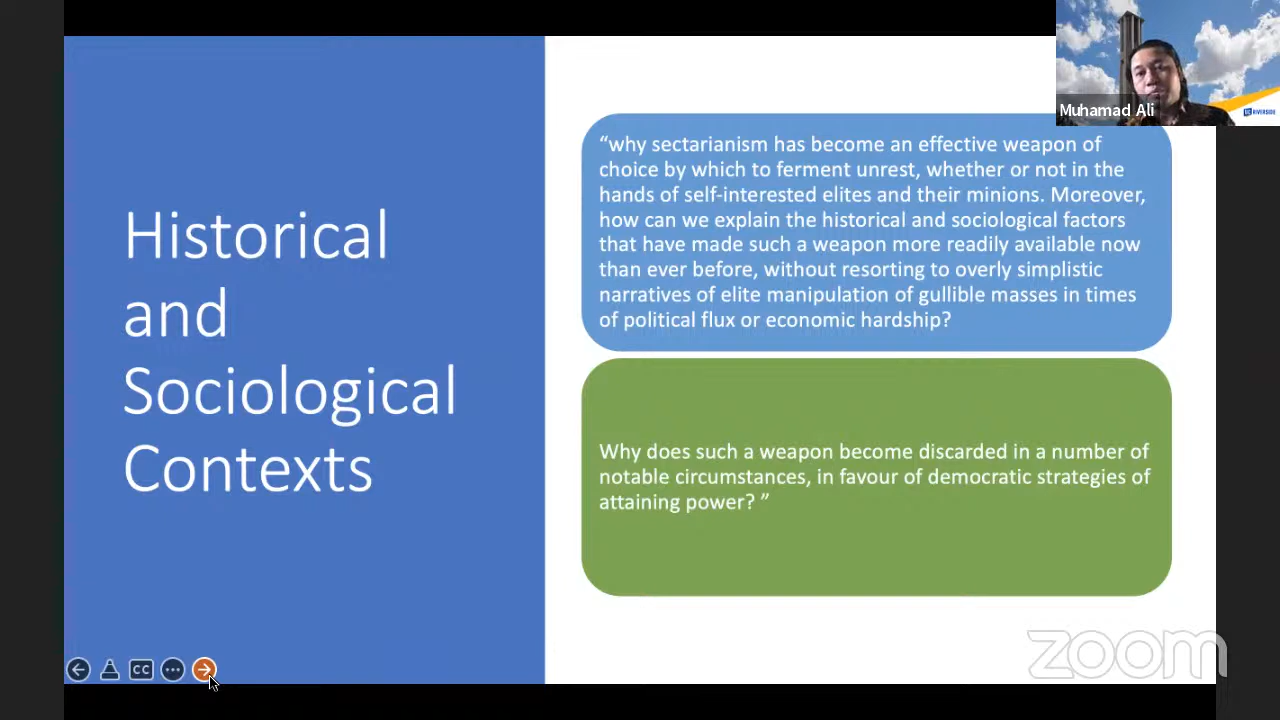 Muhamad Ali
RIVERSIDE
Historical
and
Sociological
Contexts
“why sectarianism has become an effective weapon of
choice by which to ferment unrest, whether or not in the
hands of self-interested elites and their minions. Moreover,
how can we explain the historical and sociological factors
that have made such a weapon more readily available now
than ever before, without resorting to overly simplistic
narratives of elite manipulation of gullible masses in times
of political flux or economic hardship?
Why does such a weapon become discarded in a number of
notable circumstances, in favour of democratic strategies of
attaining power? ”
CC
zoom